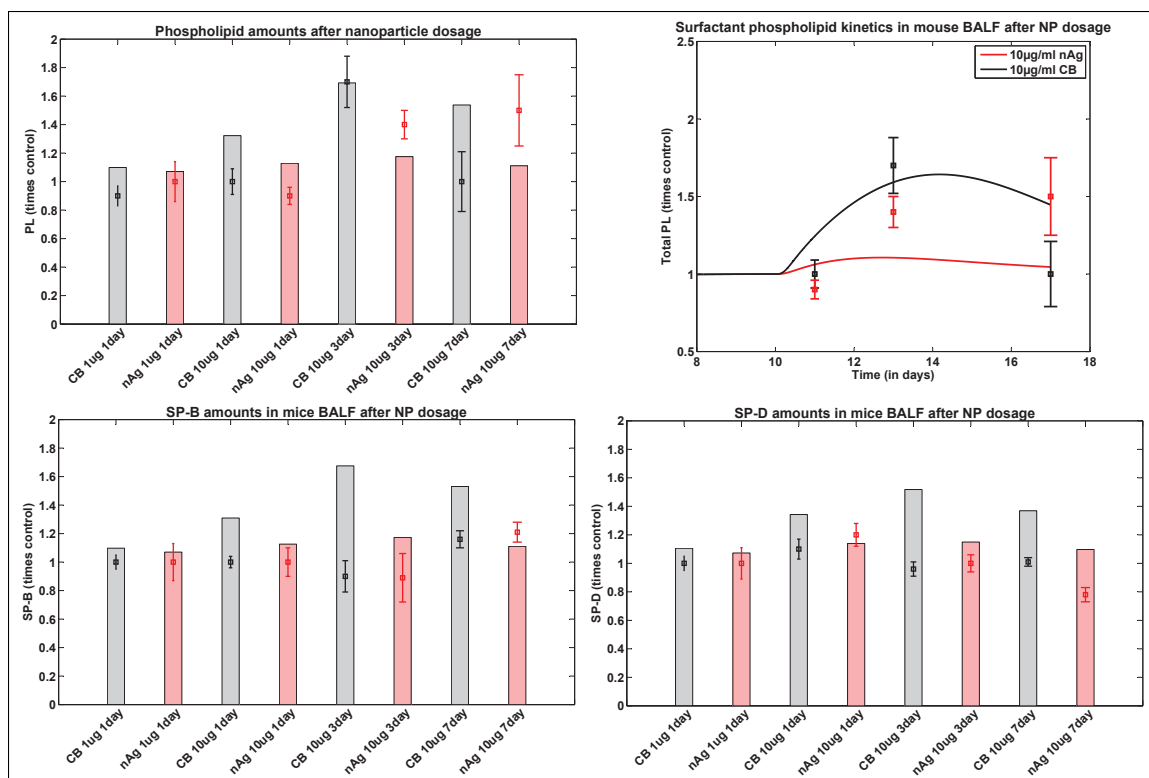 Phospholipid amounts after nanoparticle dosage
2
1.8
1.6
1.4
1.2
1
0.8
0.6
0.4
0.2
0
PL (times control)
CB 1ug 1day
nAg 1ug 1day
CB 10ug 1day
nAg 10ug 1day
CB 10ug 3day
nAg 10ug 3day
CB 10ug 7day
nAg 10ug 7day
Surfactant phospholipid kinetics in mouse BALF after NP dosage
2.5
2
1.5
1
0.5
Total PL (times control)
10µg/ml nAg
10µg/ml CB
8
10
12
14
16
18
Time (in days)
SP-B amounts in mice BALF after NP dosage
2
1.8
1.6
1.4
1.2
1
0.8
0.6
0.4
0.2
0
SP-B (times control)
CB 1ug 1day
nAg 1ug 1day
CB 10ug 1day
nAg 10ug 1day
CB 10ug 3day
nAg 10ug 3day
CB 10ug 7day
nAg 10ug 7day
SP-D amounts in mice BALF after NP dosage
2
1.8
1.6
1.4
1.2
1
0.8
0.6
0.4
0.2
0
SP-D (times control)
CB 1ug 1day
nAg 1ug 1day
CB 10ug 1day
nAg 10ug 1day
CB 10ug 3day
nAg 10ug 3day
CB 10ug 7day
nAg 10ug 7day